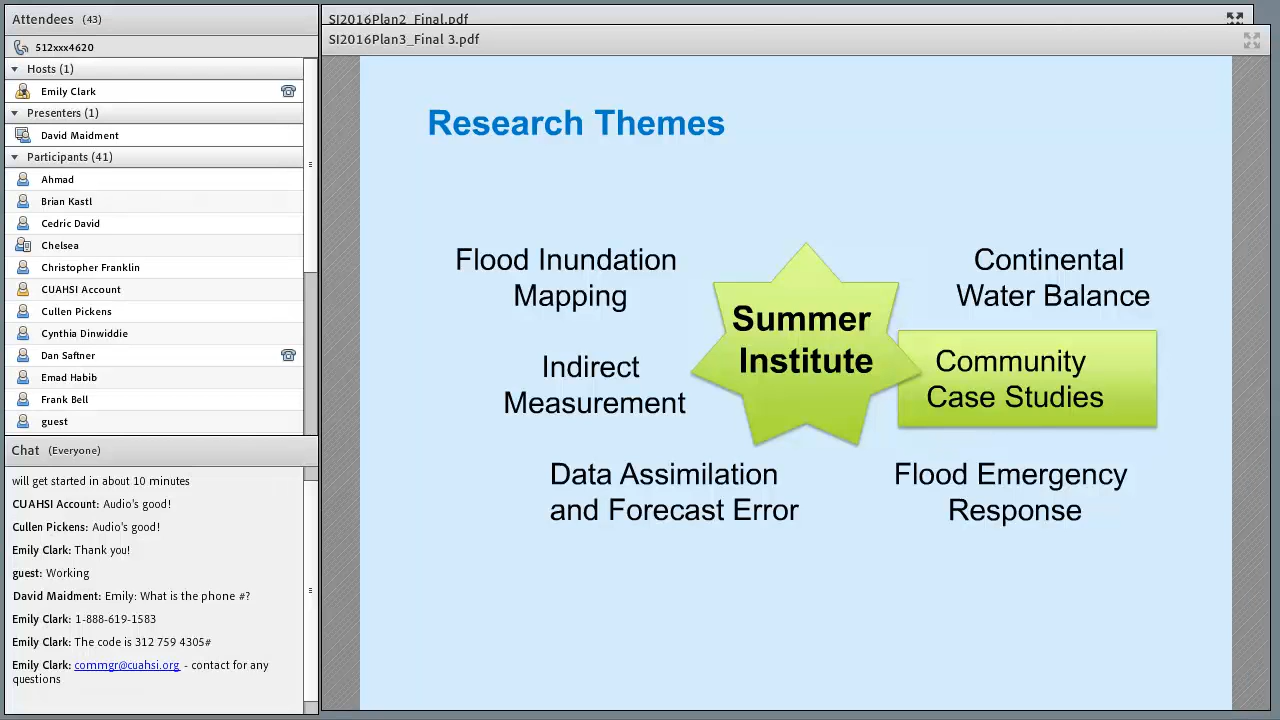 Attendees (43)
512xxx4620
Hosts (1)
Emily Clark
Presenters (1)
David Maidment
Participants (41)
Ahmad
Brian Kastl
Cedric David
Chelsea
Christopher Franklin
CUAHSI Account
Cullen Pickens
Cynthia Dinwiddie
Dan Saftner
Emad Habib
Frank Bell
guest
Chat (Everyone)
will get started in about 10 minutes
CUAHSI Account: Audio's good!
Cullen Pickens: Audio's good!
Emily Clark: Thank you!
guest: Working
David Maidment: Emily: What is the phone #?
Emily Clark: 1-888-619-1583
Emily Clark: The code is 312 759 4305#
Emily Clark: commgr@cuahsi.org - contact for any
questions
SI2016Plan2_Final.pdf
SI2016Plan3_Final 3.pdf
Research Themes
Flood Inundation
Mapping
Continental
Water Balance
Summer
Institute
Indirect
Measurement
Community
Case Studies
Data Assimilation
and Forecast Error
Flood Emergency
Response